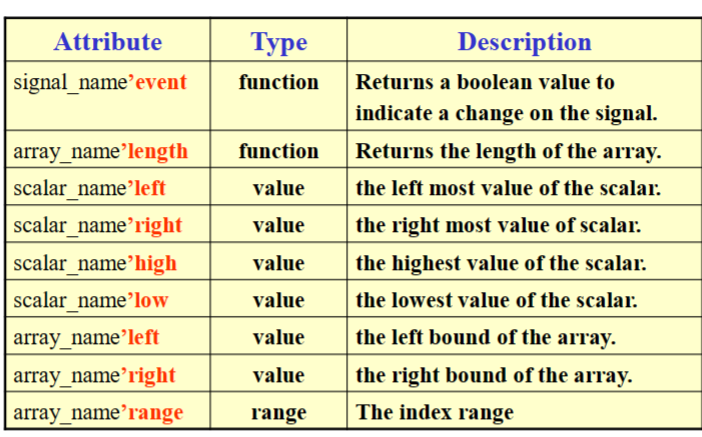 Attribute Type Description
signal_name’event function Returns a boolean value to
indicate a change on the signal.
array_name’length function Returns the length of the array.
scalar_name’left value the left most value of the scalar.
scalar_name’right value the right most value of scalar.
scalar_name’high value the highest value of the scalar.
scalar_name’low value the lowest value of the scalar.
array_name’left value the left bound of the array.
array_name’right value the right bound of the array.
array_name’range range The index range